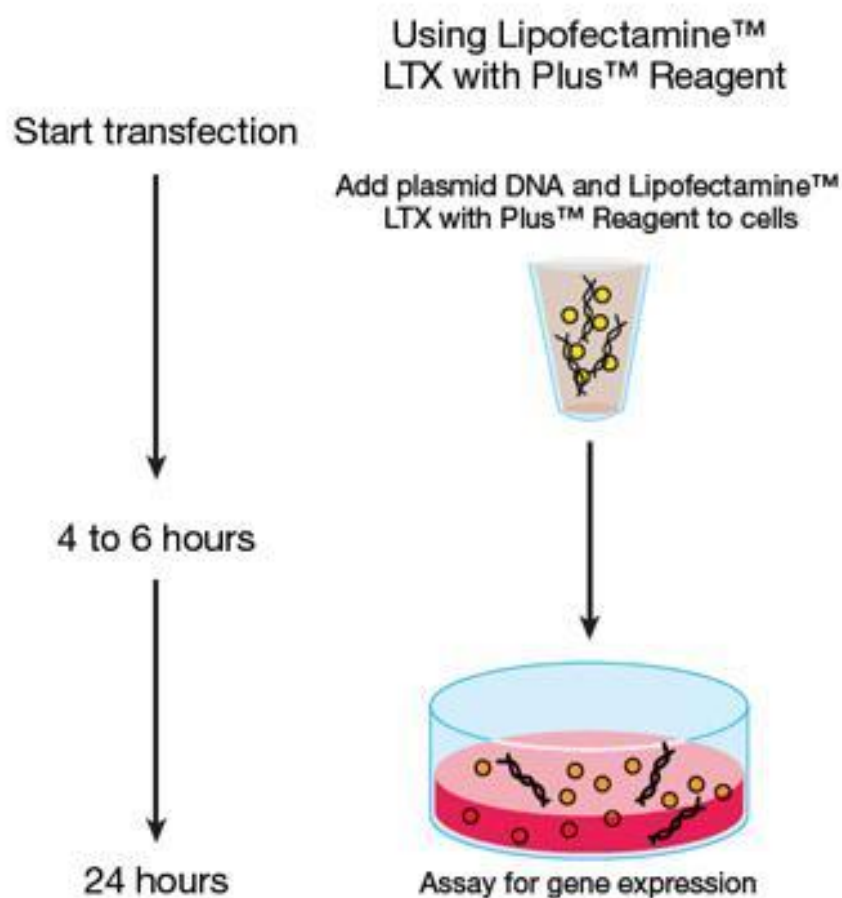 Using Lipofectamine™
LTX with Plus™ Reagent
Start transfection
Add plasmid DNA and Lipofectamine™
LTX with Plus™ Reagent to cells
4 to 6 hours
24 hours
Assay for gene expression